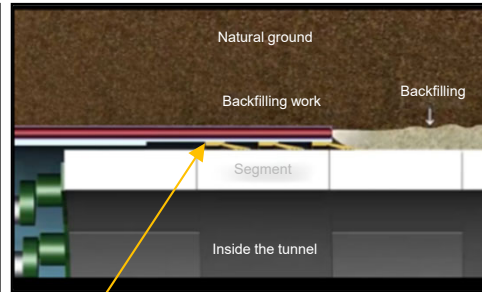 Natural ground
Backfilling work
Backfilling
Segment
Inside the tunnel